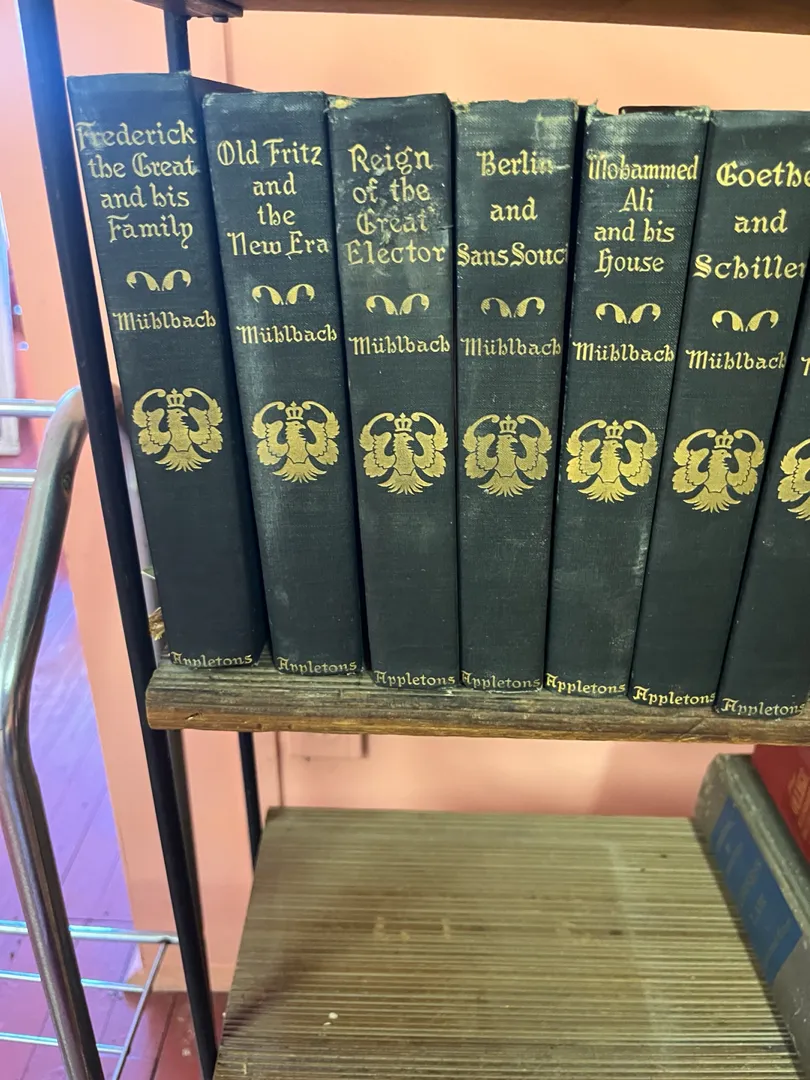 Frederick
the Great
and his
Family
Mühlbach
Appletons
Old Fritz
and
the
New Era
Mühlbach
Appletons
Reign
of the
Great
Elector
Mühlbach
Appletons
Berlin
and
Sans Souci
Mühlbach
Appletons
Mohammed
Ali
and his
House
Mühlbach
Appletons
Goethe
and
Schiller
Mühlbach
Appletons
Appletons